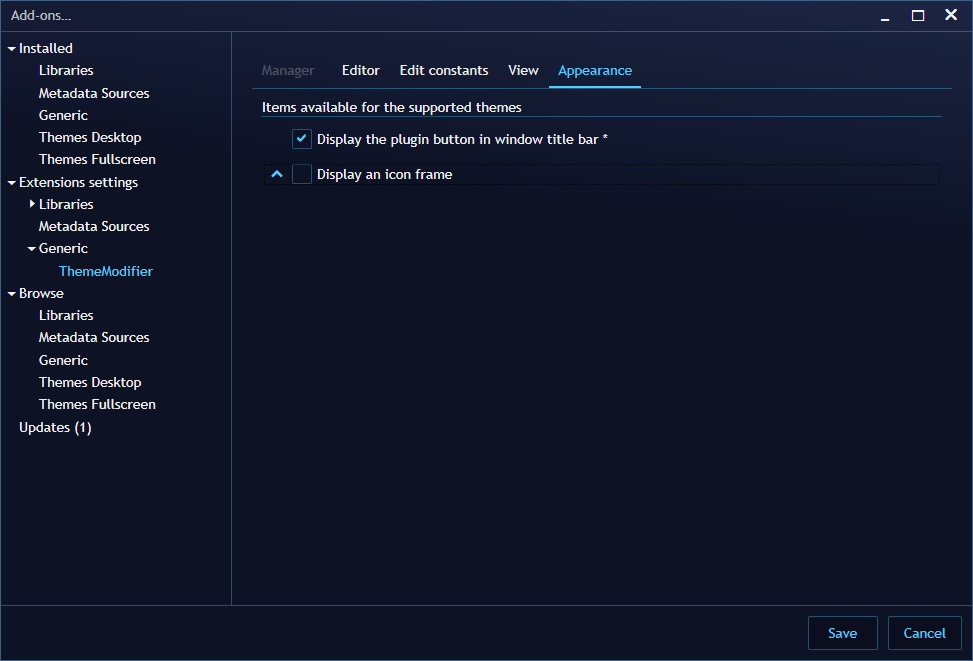 Add-ons...
Installed
Libraries
Metadata Sources
Generic
Themes Desktop
Themes Fullscreen
Extensions settings
Libraries
Metadata Sources
Generic
ThemeModifier
Browse
Libraries
Metadata Sources
Generic
Themes Desktop
Themes Fullscreen
Updates (1)
Manager Editor Edit constants View Appearance
Items available for the supported themes
Display the plugin button in window title bar *
Display an icon frame
Save Cancel